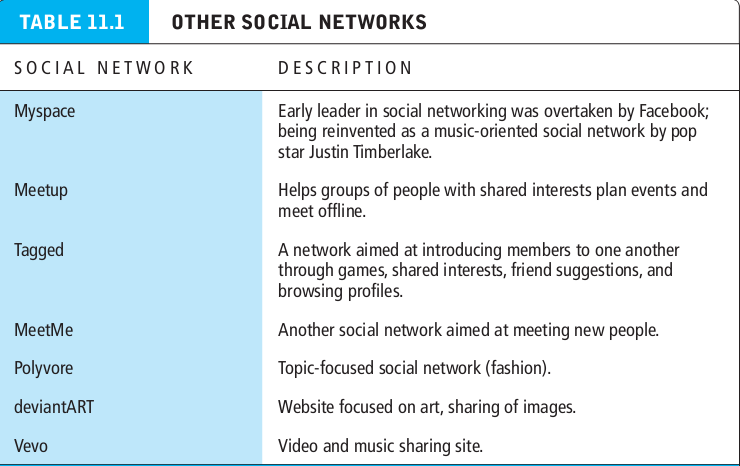 TABLE 11.1 OTHER SOCIAL NETWORKS
SOCIAL NETWORK DESCRIPTION
Myspace Early leader in social networking was overtaken by Facebook;
being reinvented as a music-oriented social network by pop
star Justin Timberlake.
Meetup Helps groups of people with shared interests plan events and
meet offline.
Tagged A network aimed at introducing members to one another
through games, shared interests, friend suggestions, and
browsing profiles.
MeetMe Another social network aimed at meeting new people.
Polyvore Topic-focused social network (fashion).
deviantART Website focused on art, sharing of images.
Vevo Video and music sharing site.